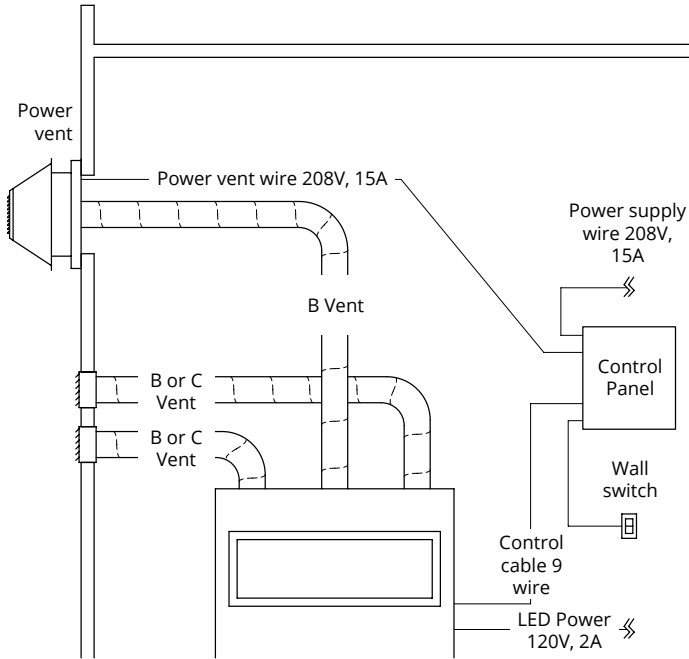 Power
vent
Power vent wire 208V, 15A
Power supply
wire 208V,
15A
B Vent
B or C
Vent
Control
Panel
B or C
Vent
Wall
switch
Control
cable 9
wire
LED Power
120V, 2A